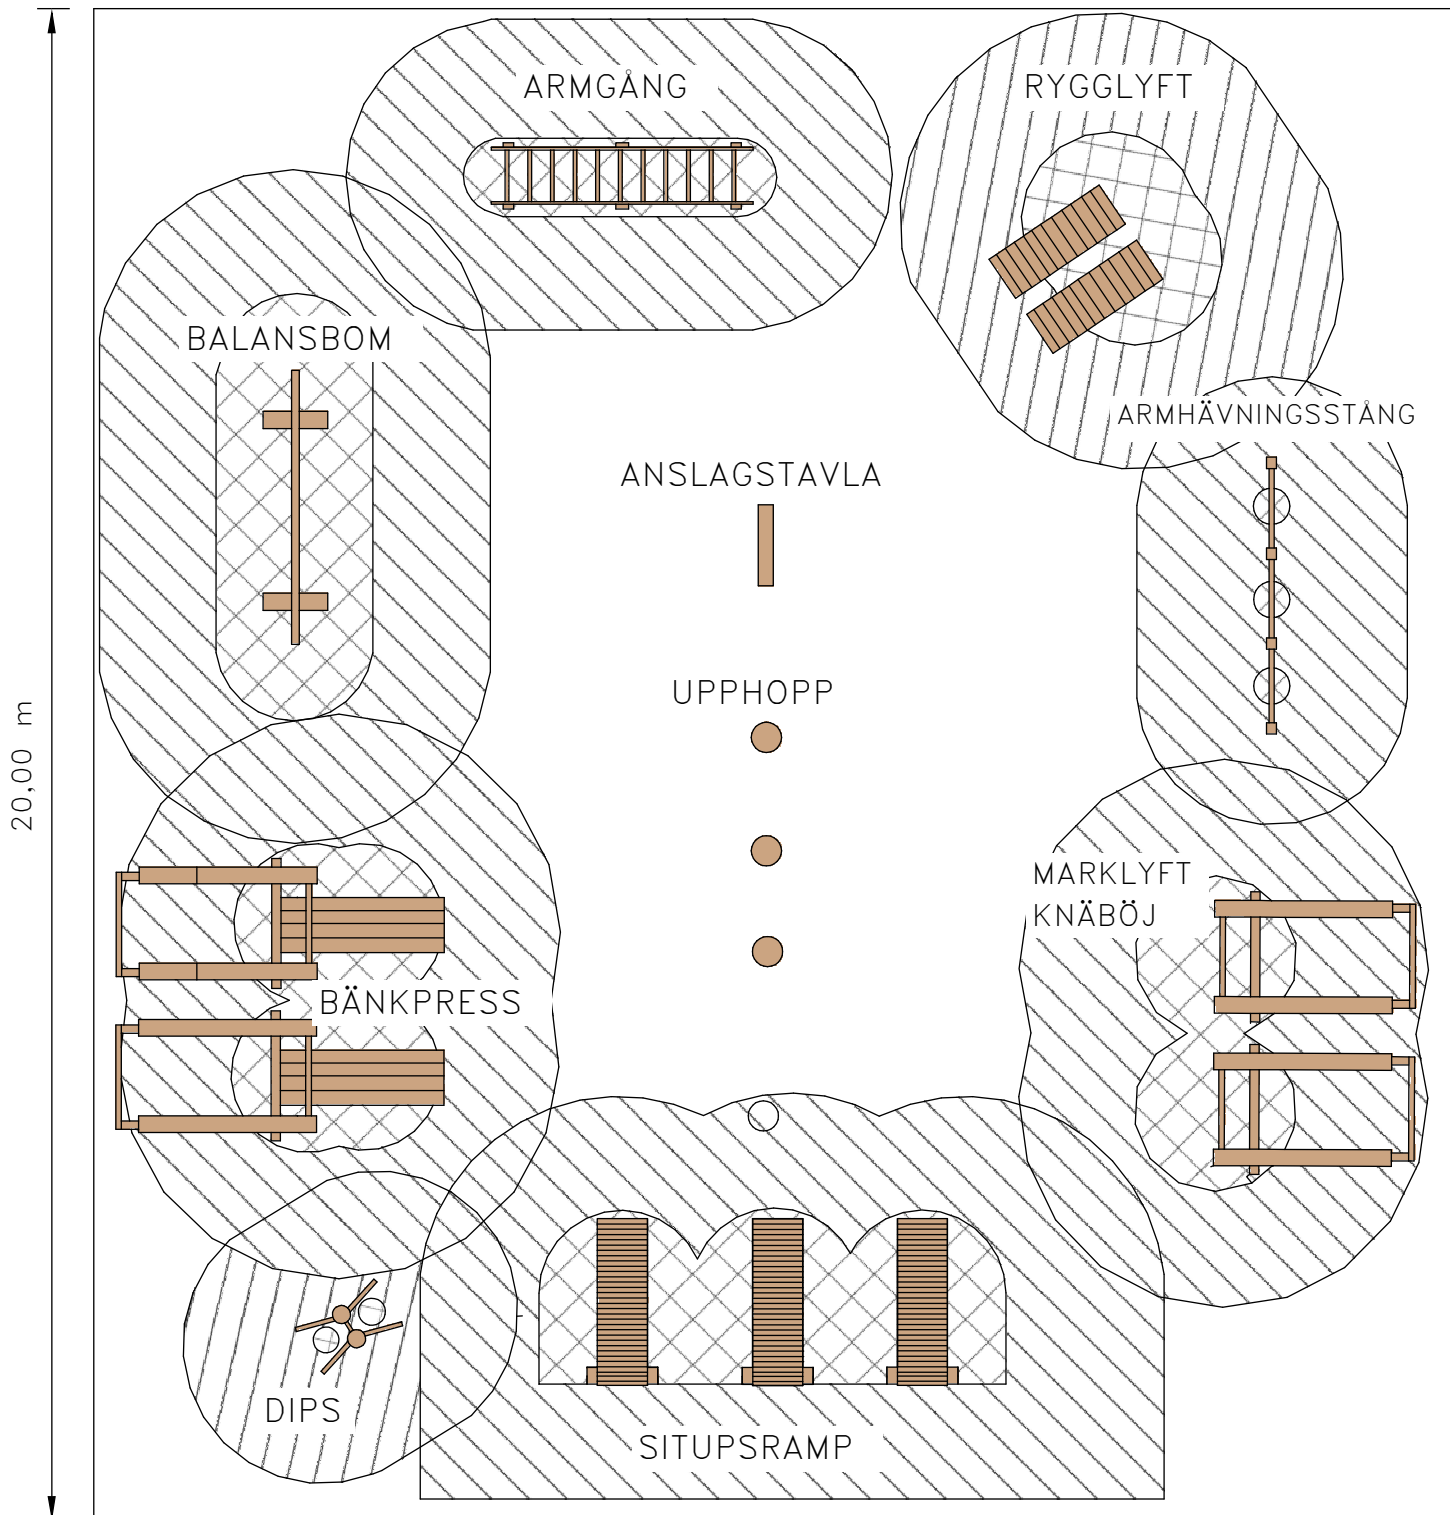 ARMGÅNG
RYGGLYFT
BALANSBOM
ARMHÄVNINGSSTÅNG
ANSLAGSTAVLA
UPPHOPP
20,00 m
MARKLYFT
KNÄBÖJ
BÄNKPRESS
DIPS
SITUPSRAMP